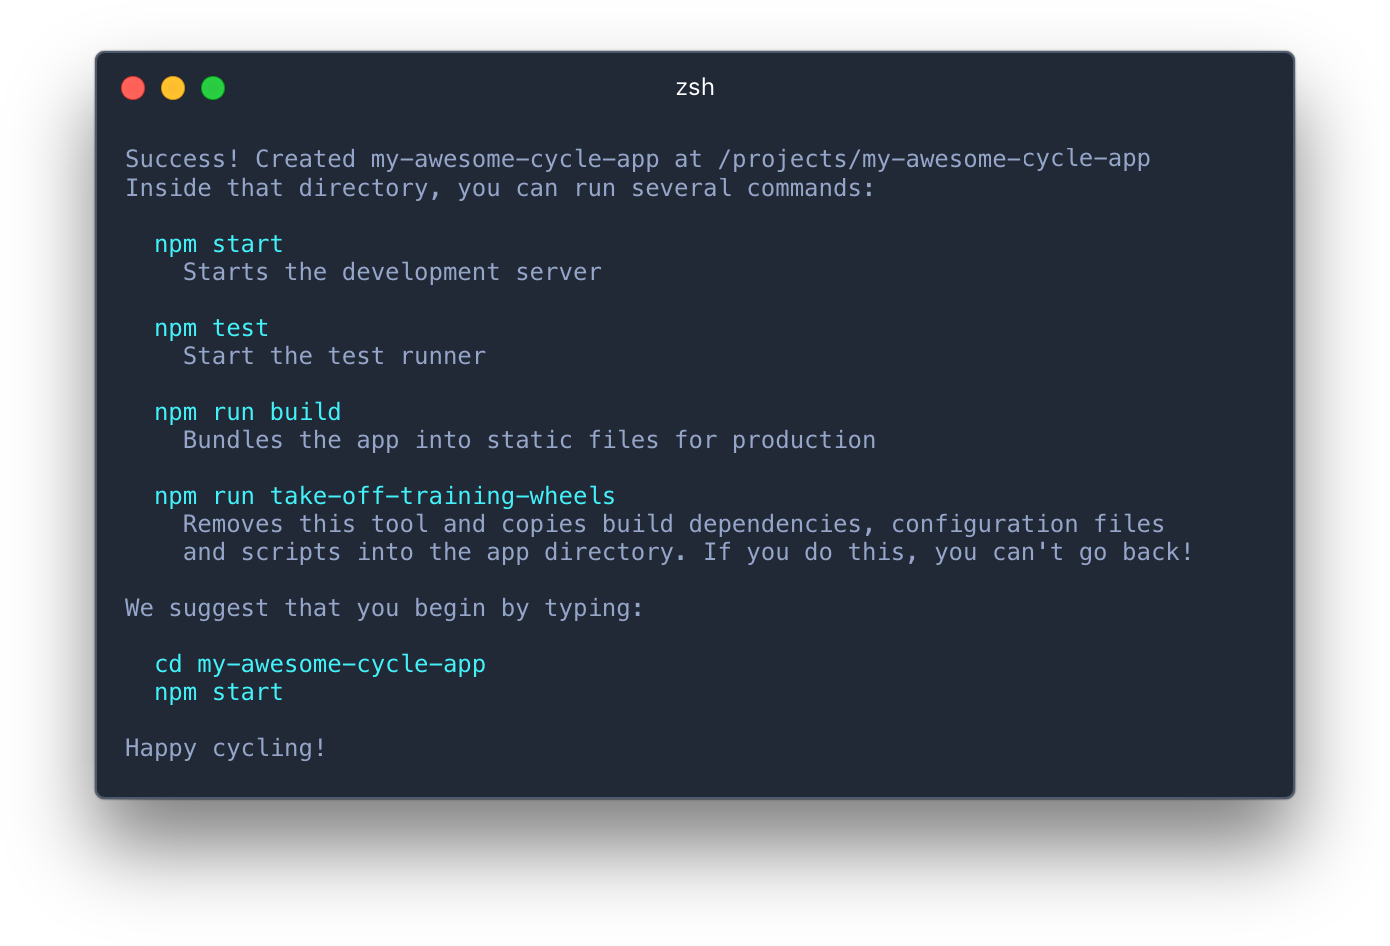 zsh
Success! Created my-awesome-cycle-app at /projects/my-awesome-cycle-app
Inside that directory, you can run several commands:
npm start
Starts the development server
npm test
Start the test runner
npm run build
Bundles the app into static files for production
npm run take-off-training-wheels
Removes this tool and copies build dependencies, configuration files
and scripts into the app directory. If you do this, you can't go back!
We suggest that you begin by typing:
cd my-awesome-cycle-app
npm start
Happy cycling!